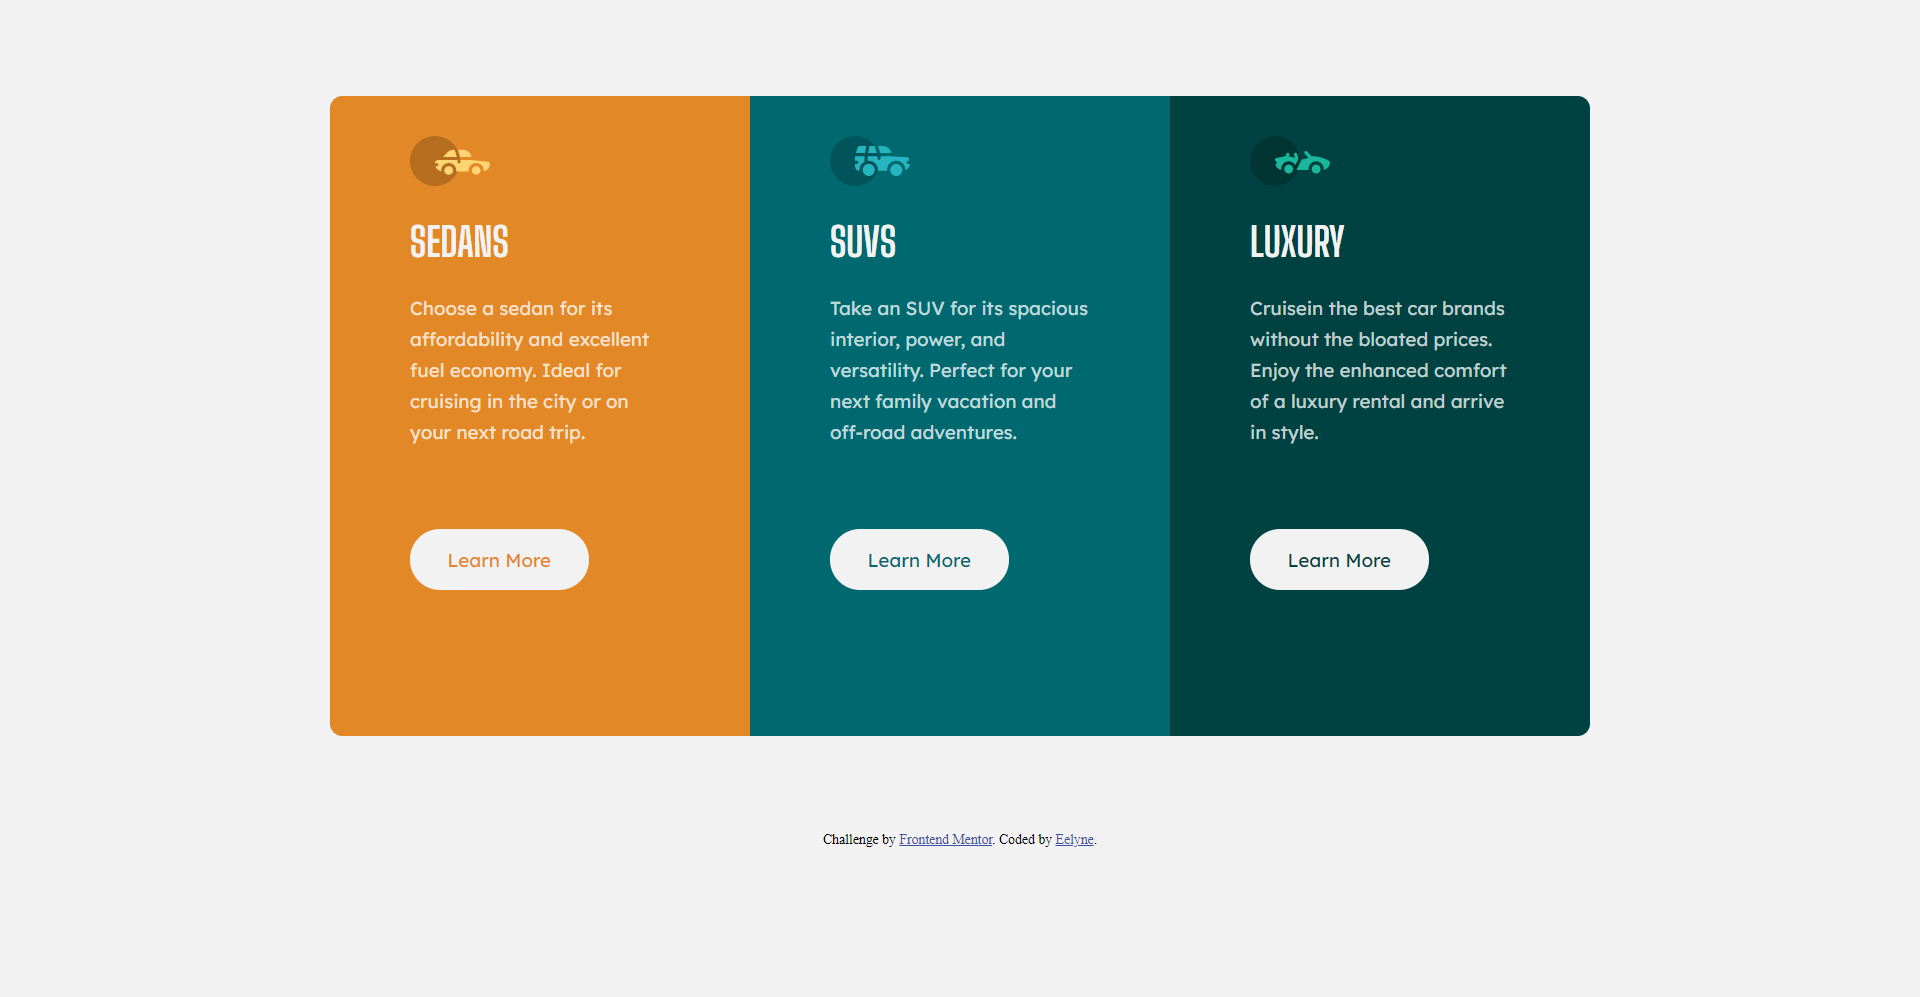 SEDANS
Choose a sedan for its
affordability and excellent
fuel economy. Ideal for
cruising in the city or on
your next road trip.
Learn More
SUVS
Take an SUV for its spacious
interior, power, and
versatility. Perfect for your
next family vacation and
off-road adventures.
Learn More
LUXURY
Cruisein the best car brands
without the bloated prices.
Enjoy the enhanced comfort
of a luxury rental and arrive
in style.
Learn More
Challenge by Frontend Mentor. Coded by Eelyne.